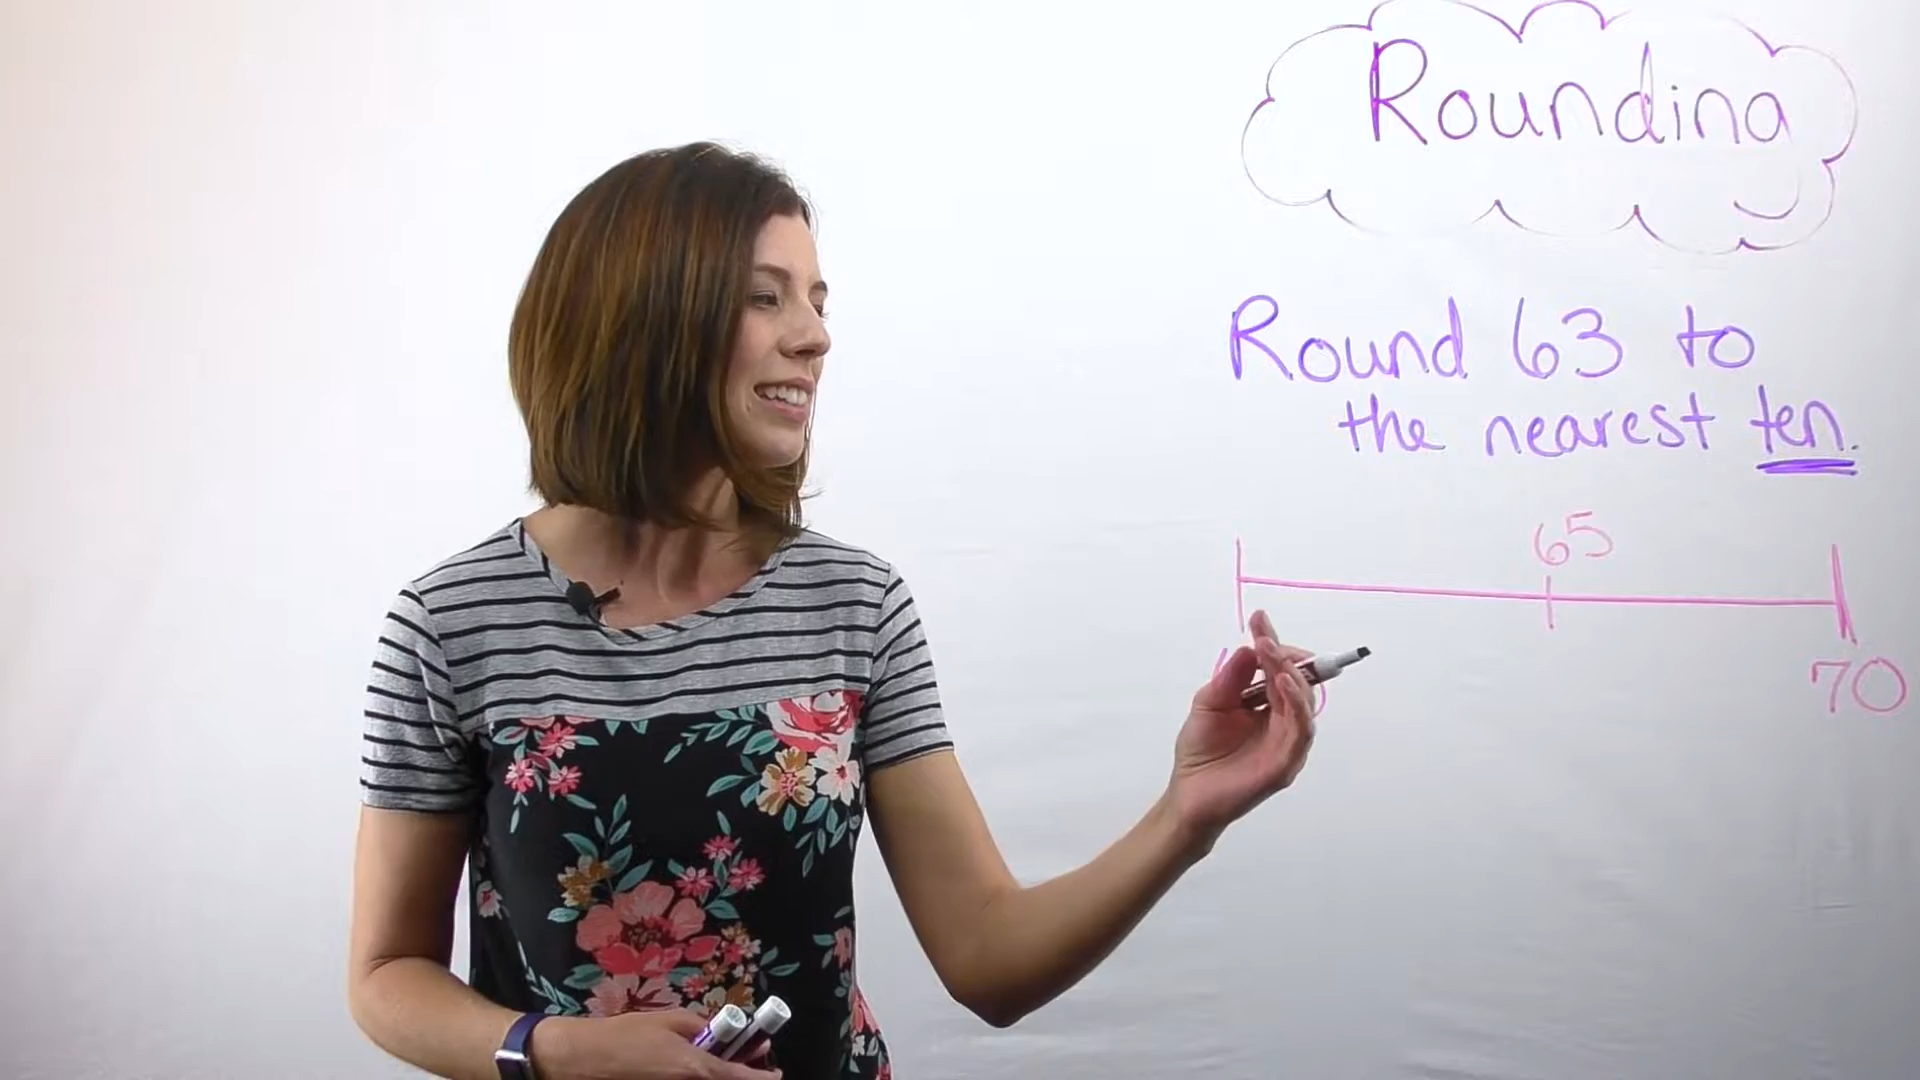 Rounding
Round 63 to
the nearest ten.
65
70